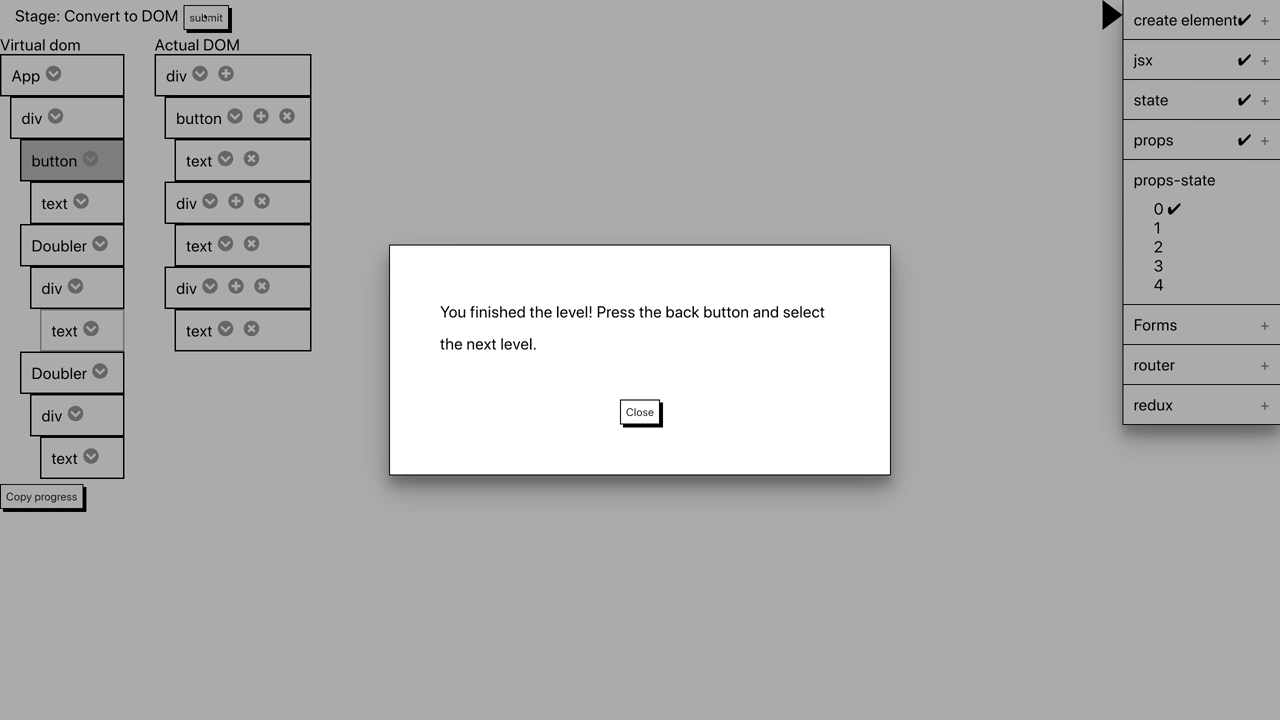 Stage: Convert to DOM submit
Virtual dom
App
div
button
text
Doubler
div
text
Doubler
div
text
Copy progress
Actual DOM
div
button
text
div
text
div
text
You finished the level! Press the back button and select
the next level.
Close
create element✔ +
jsx ✔ +
state ✔ +
props ✔ +
props-state
0✔
1
2
3
4
Forms +
router +
redux +